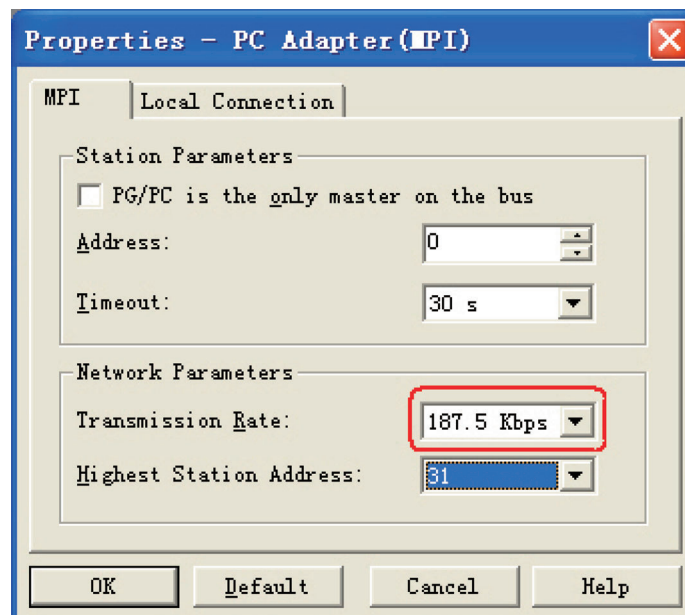 Properties - PC Adapter(MPI)
MPI
Local Connection
Station Parameters
PG/PC is the only master on the bus
Address: 0
Timeout: 30 s
Network Parameters
Transmission Rate: 187.5 Kbps
Highest Station Address: 31
OK Default Cancel Help